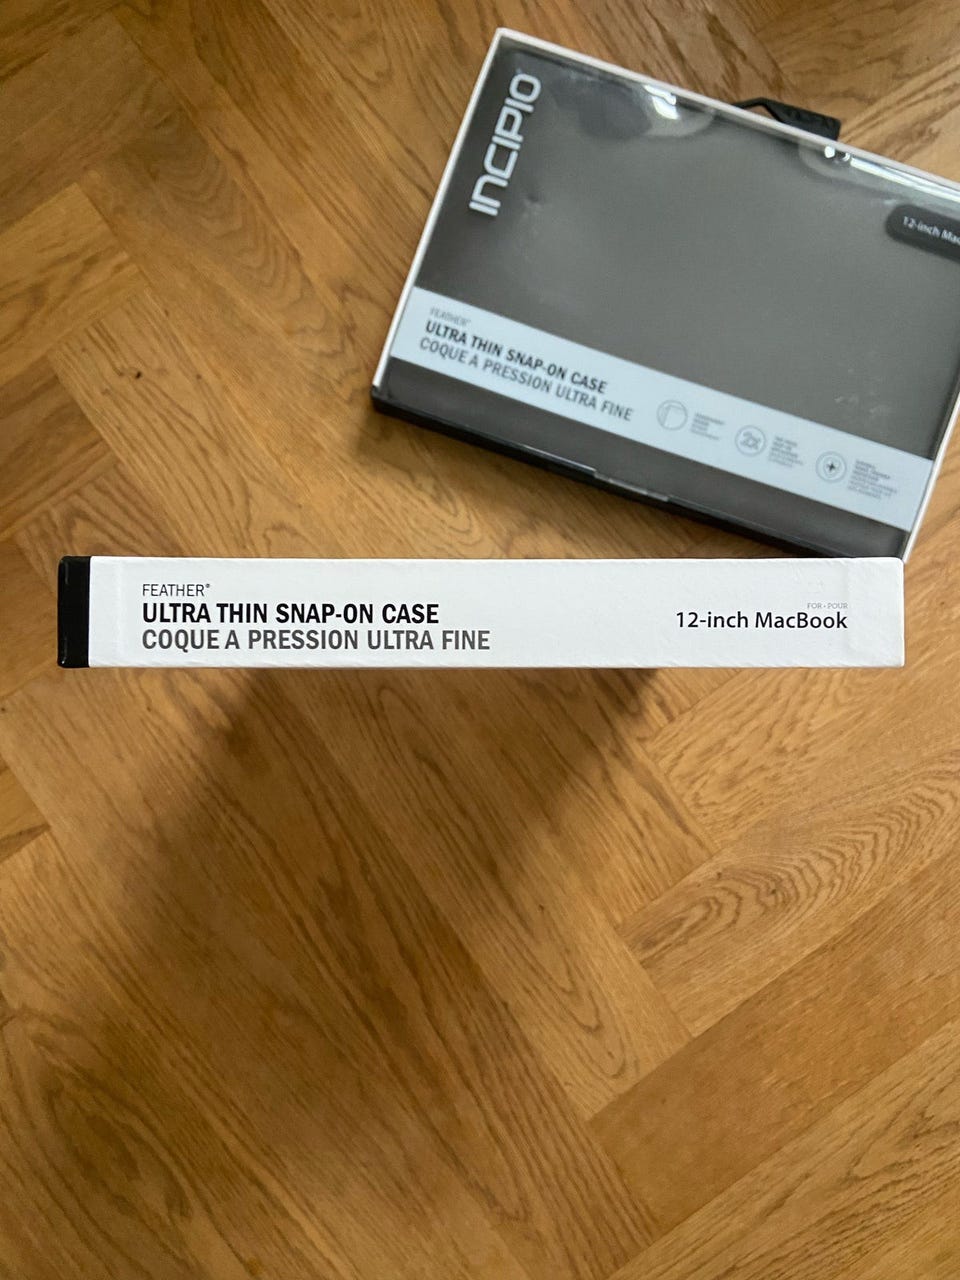 INCIPIO
12-inch Mac
FEATHER®
ULTRA THIN SNAP-ON CASE
COQUE A PRESSION ULTRA FINE
2x
FEATHER®
ULTRA THIN SNAP-ON CASE
COQUE A PRESSION ULTRA FINE
FOR • POUR
12-inch MacBook